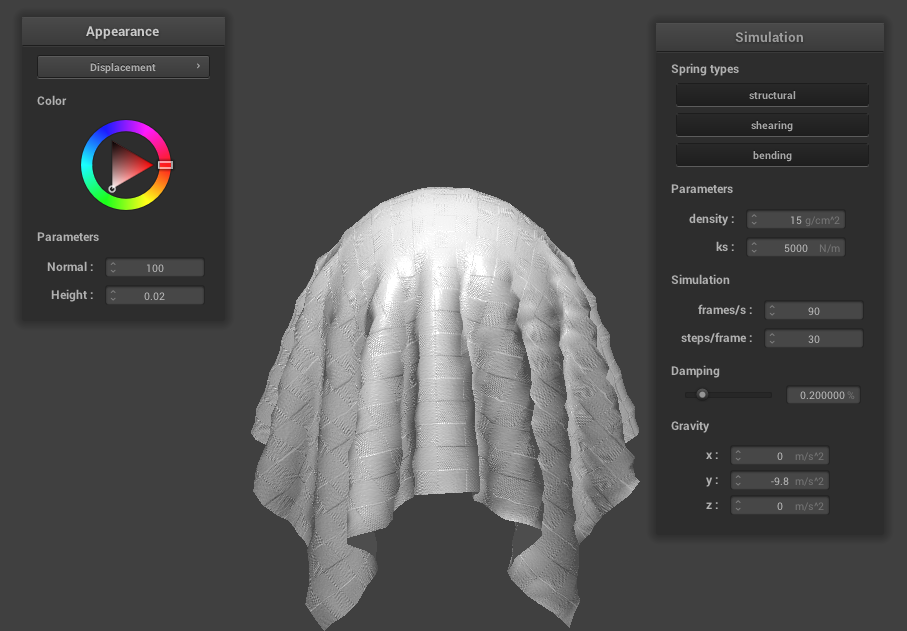 Appearance
Displacement
Color
Parameters
Normal : 100
Height : 0.02
Simulation
Spring types
structural
shearing
bending
Parameters
density : 15 g/cm^2
ks : 5000 N/m
Simulation
frames/s : 90
steps/frame : 30
Damping
0.200000 %
Gravity
x : 0 m/s^2
y : -9.8 m/s^2
z : 0 m/s^2